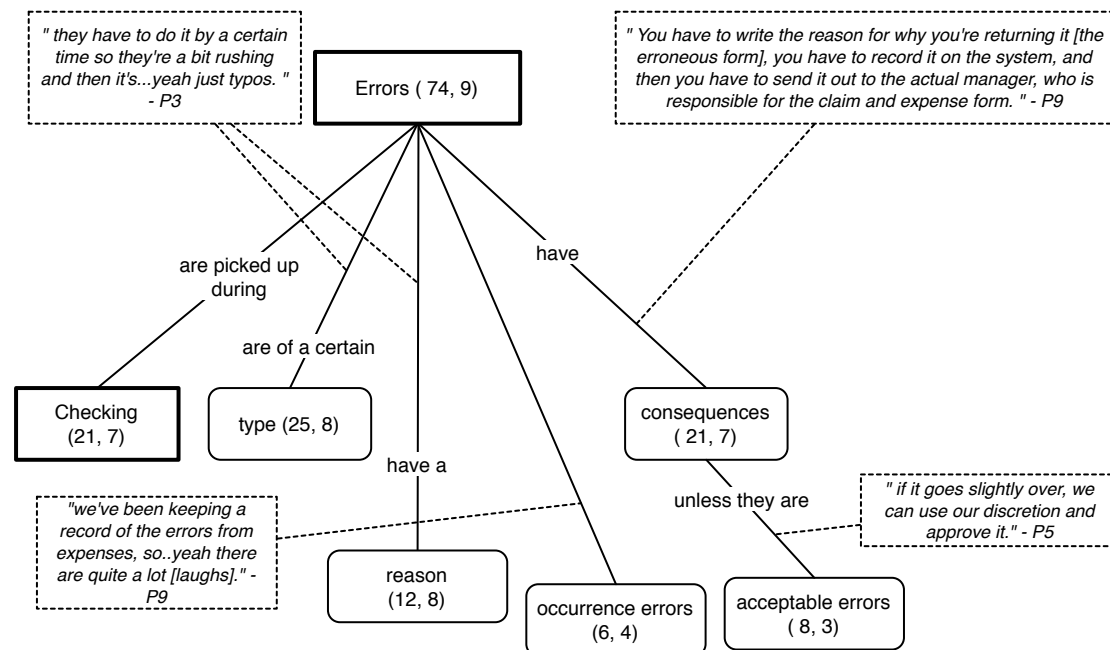 " they have to do it by a certain
time so they're a bit rushing
and then it's...yeah just typos. "
- P3
Errors ( 74, 9)
" You have to write the reason for why you're returning it [the
erroneous form], you have to record it on the system, and
then you have to send it out to the actual manager, who is
responsible for the claim and expense form. " - P9
are picked up
during
have
are of a certain
Checking
(21, 7)
type (25, 8)
consequences
( 21, 7)
have a
unless they are
"we've been keeping a
record of the errors from
expenses, so..yeah there
are quite a lot [laughs]." -
P9
" if it goes slightly over, we
can use our discretion and
approve it." - P5
reason
(12, 8)
occurrence errors
(6, 4)
acceptable errors
( 8, 3)